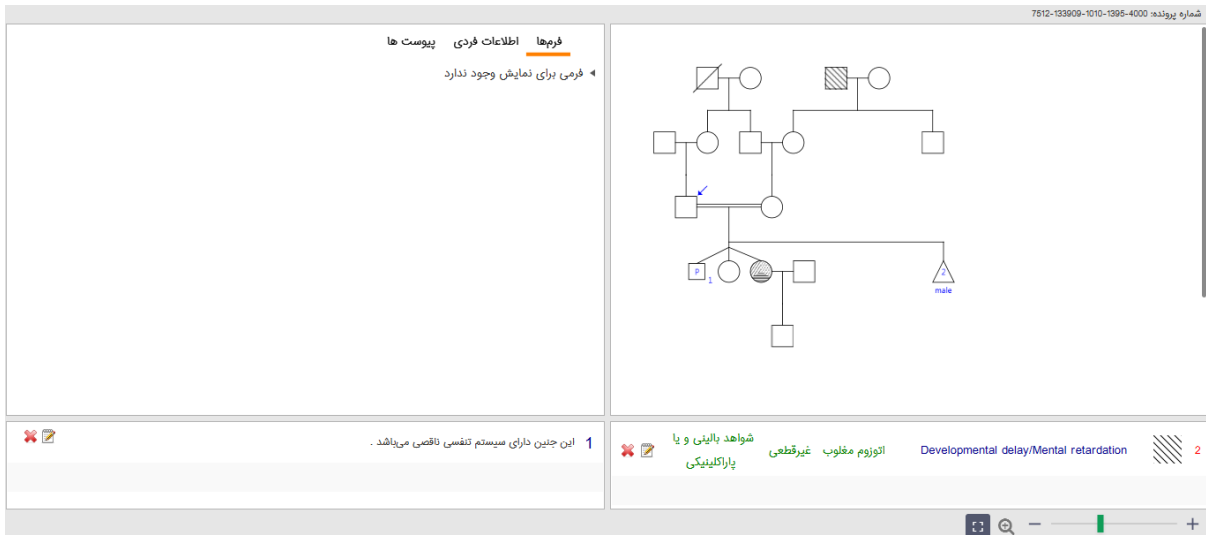 شماره پرونده: 4000-1395-1010-133909-7512
فرم‌ها اطلاعات فردی پیوست ها
فرمی برای نمایش وجود ندارد
p
1
2
male
2 Developmental delay/Mental retardation اتوزوم مغلوب غیرقطعی شواهد بالینی و یا
پاراکلینیکی
1 این جنین دارای سیستم تنفسی ناقصی می‌باشد .